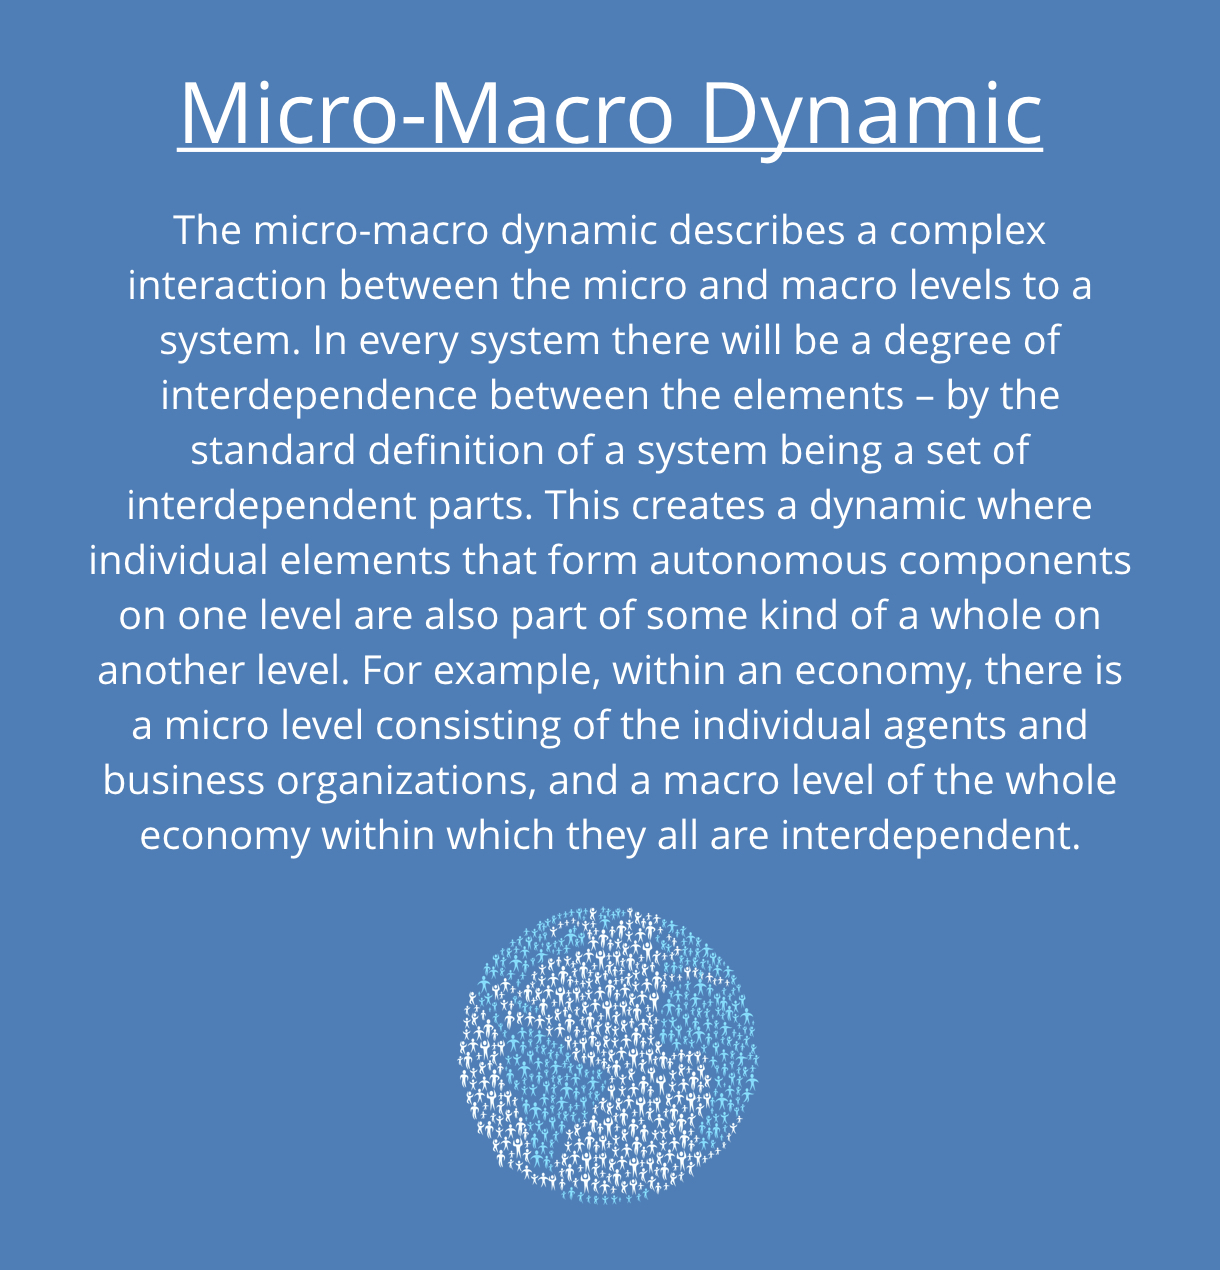 Micro-Macro Dynamic
The micro-macro dynamic describes a complex
interaction between the micro and macro levels to a
system. In every system there will be a degree of
interdependence between the elements – by the
standard definition of a system being a set of
interdependent parts. This creates a dynamic where
individual elements that form autonomous components
on one level are also part of some kind of a whole on
another level. For example, within an economy, there is
a micro level consisting of the individual agents and
business organizations, and a macro level of the whole
economy within which they all are interdependent.